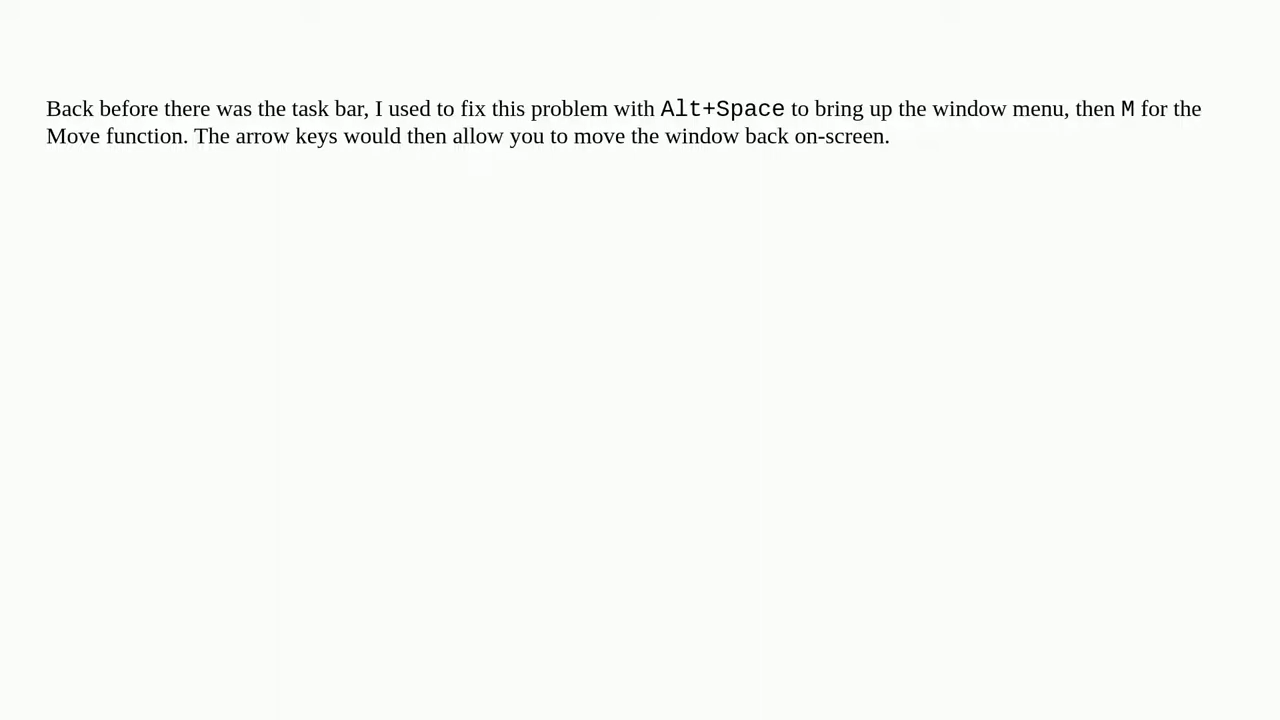 Back before there was the task bar, I used to fix this problem with Alt+Space to bring up the window menu, then M for the
Move function. The arrow keys would then allow you to move the window back on-screen.